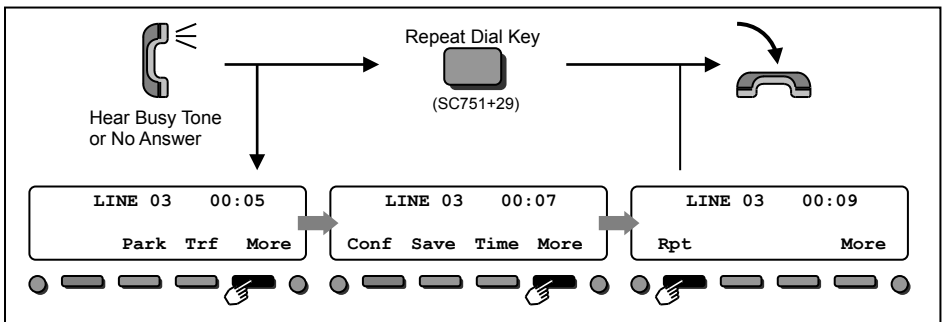 Repeat Dial Key
(SC751+29)
Hear Busy Tone
or No Answer
LINE 03 00:05
Park Trf More
LINE 03 00:07
Conf Save Time More
LINE 03 00:09
Rpt More